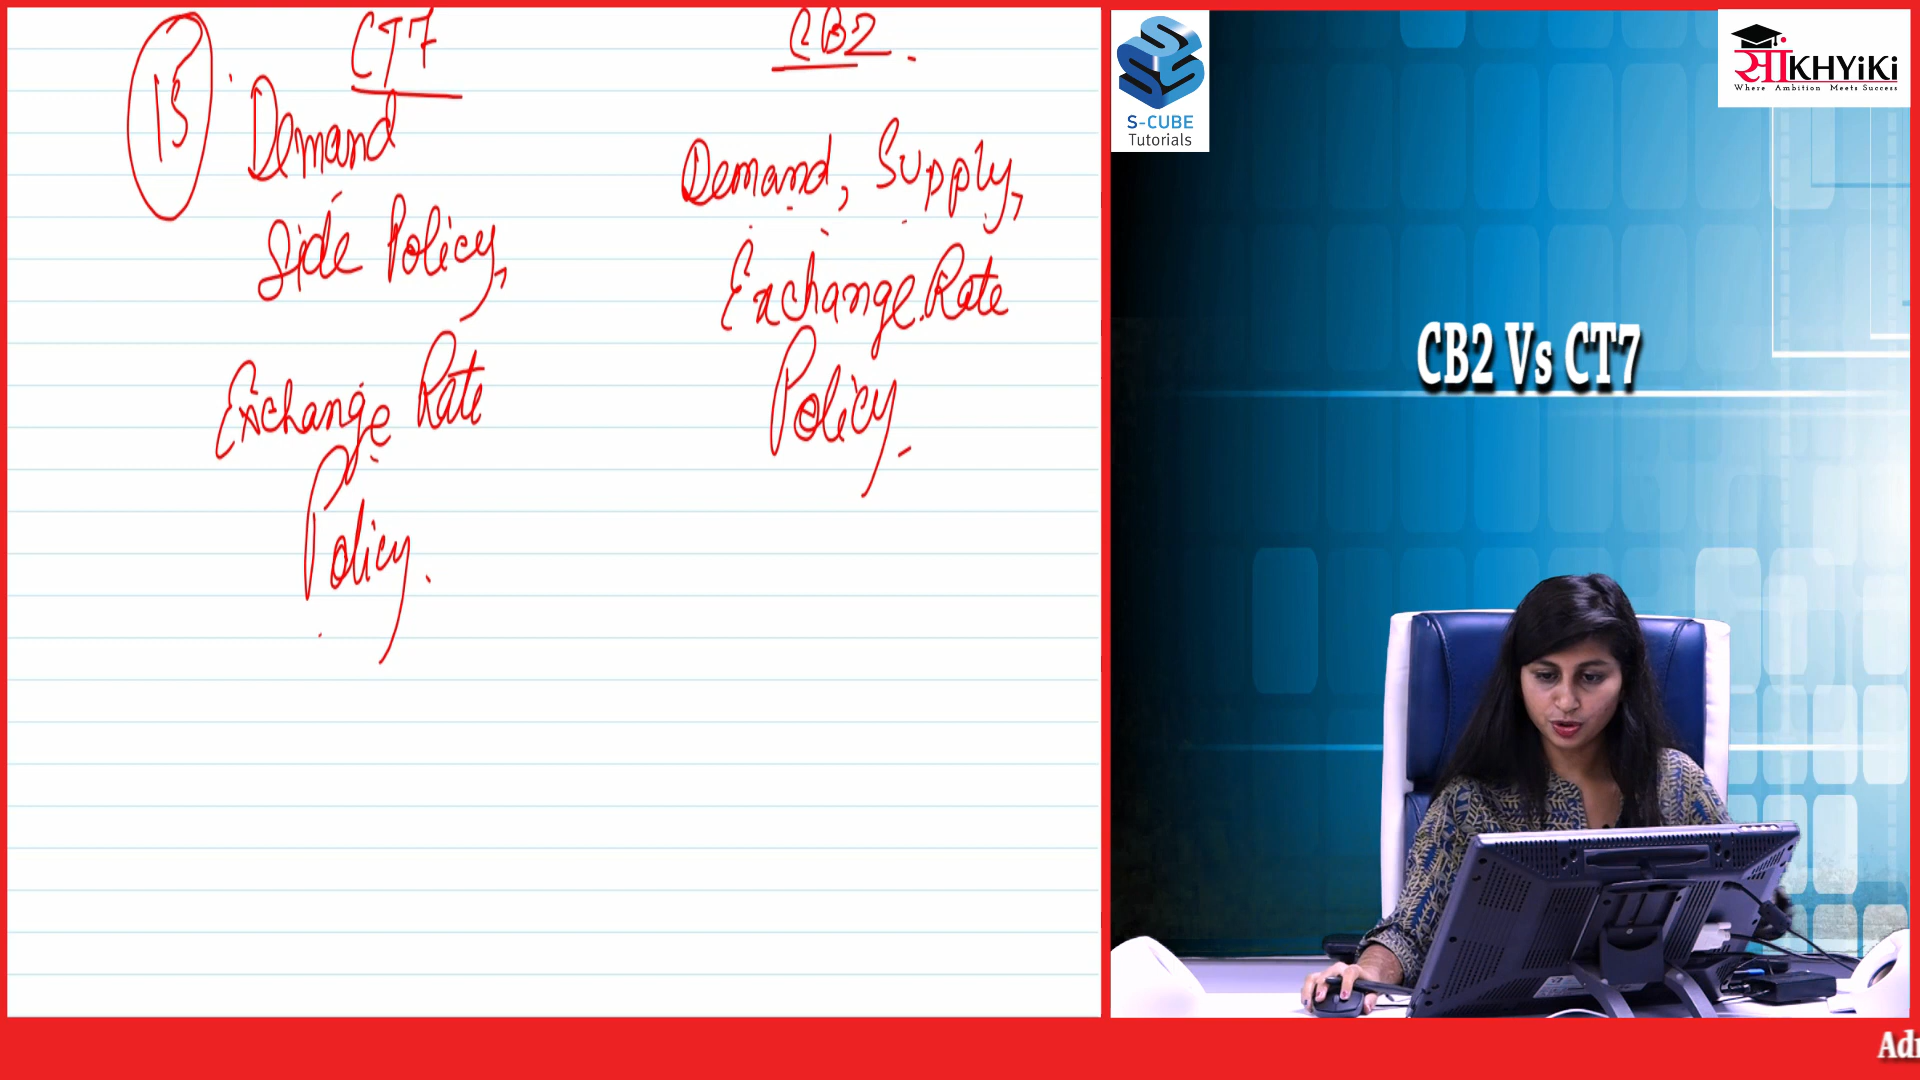 15
CT7
Demand
Side Policy,
Exchange Rate
Policy.
CB2.
Demand, Supply,
Exchange Rate
Policy.
S-CUBE
Tutorials
सांKHYiKi
Where Ambition Meets Success
CB2 Vs CT7